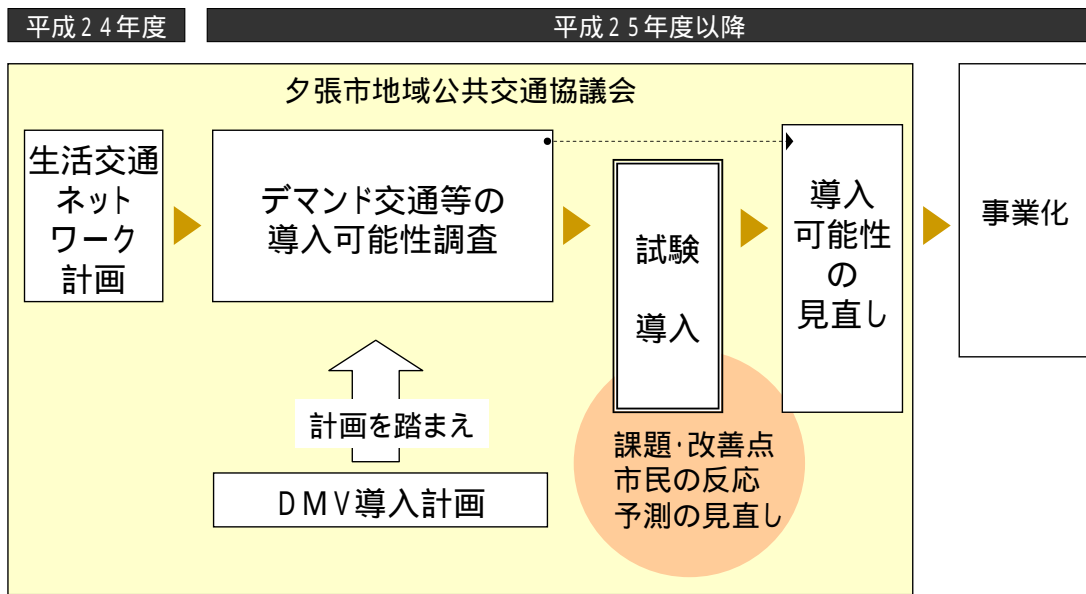 平成24年度
平成25年度以降
夕張市地域公共交通協議会
生活交通
ネット
ワーク
計画
デマンド交通等の
導入可能性調査
試験
導入
導入
可能性
の
見直し
事業化
計画を踏まえ
DMV導入計画
課題・改善点
市民の反応
予測の見直し